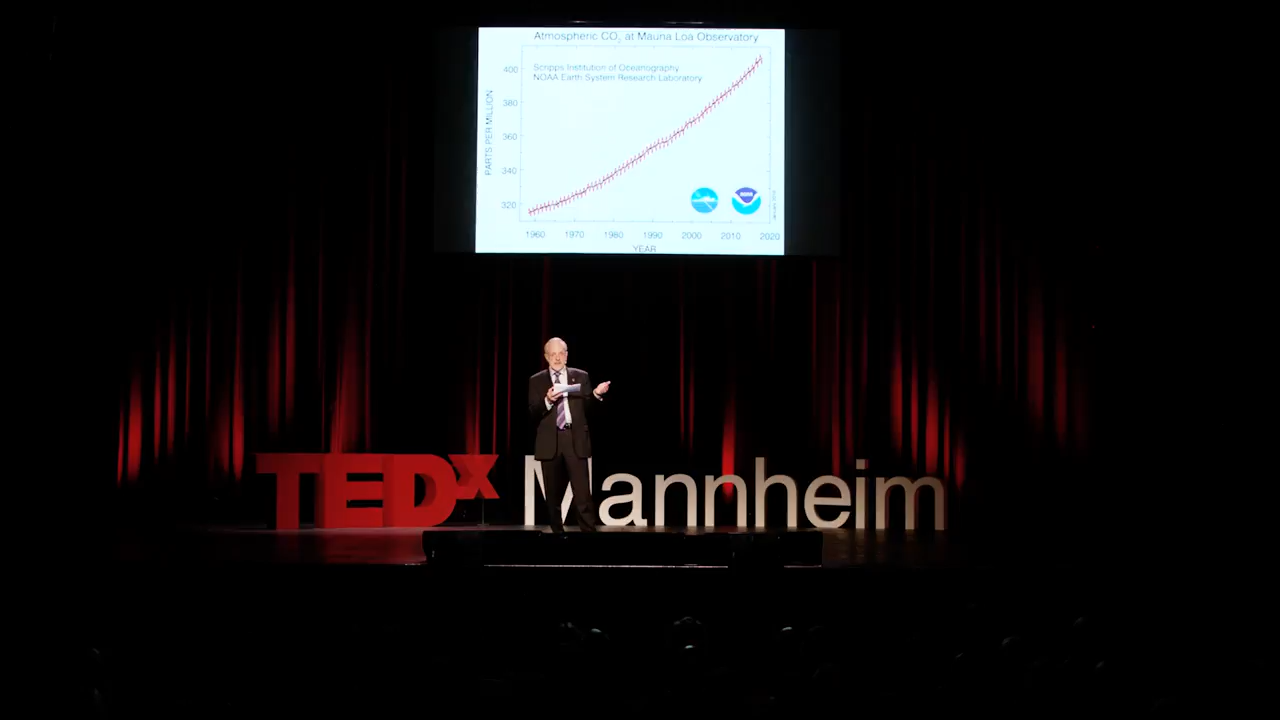 Atmospheric CO2 at Mauna Loa Observatory
Scripps Institution of Oceanography
NOAA Earth System Research Laboratory
PARTS PER MILLION
400
380
360
340
320
1960 1970 1980 1990 2000 2010 2020
YEAR
TEDx Mannheim